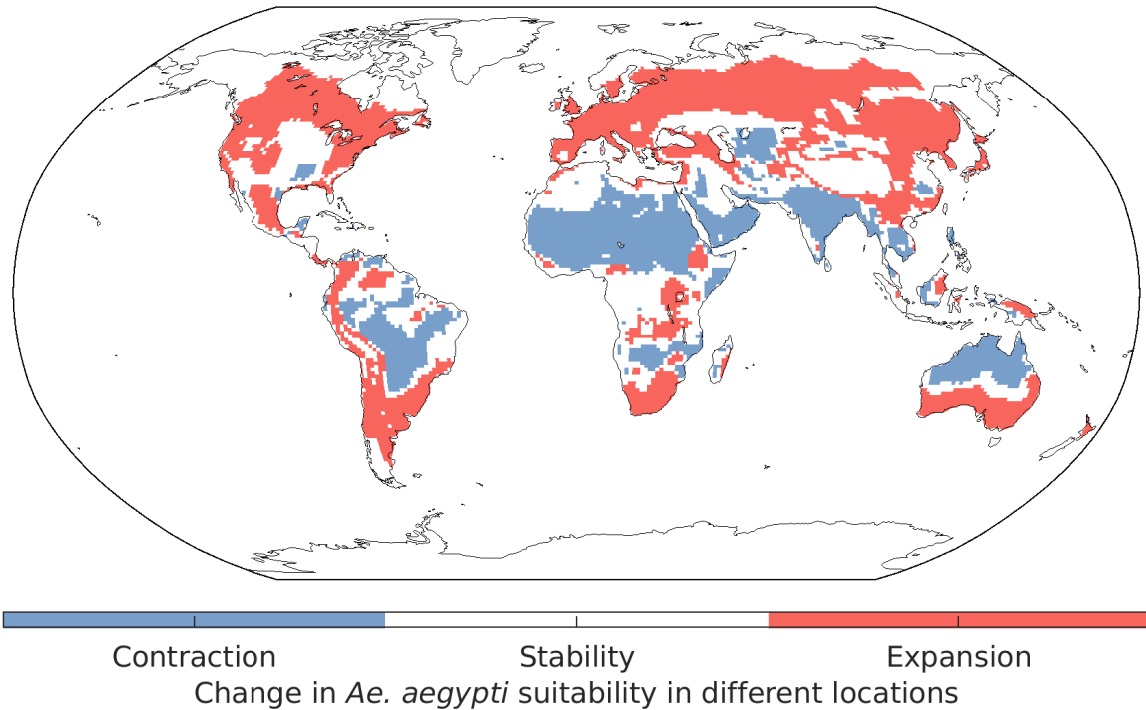 Contraction Stability Expansion
Change in Ae. aegypti suitability in different locations